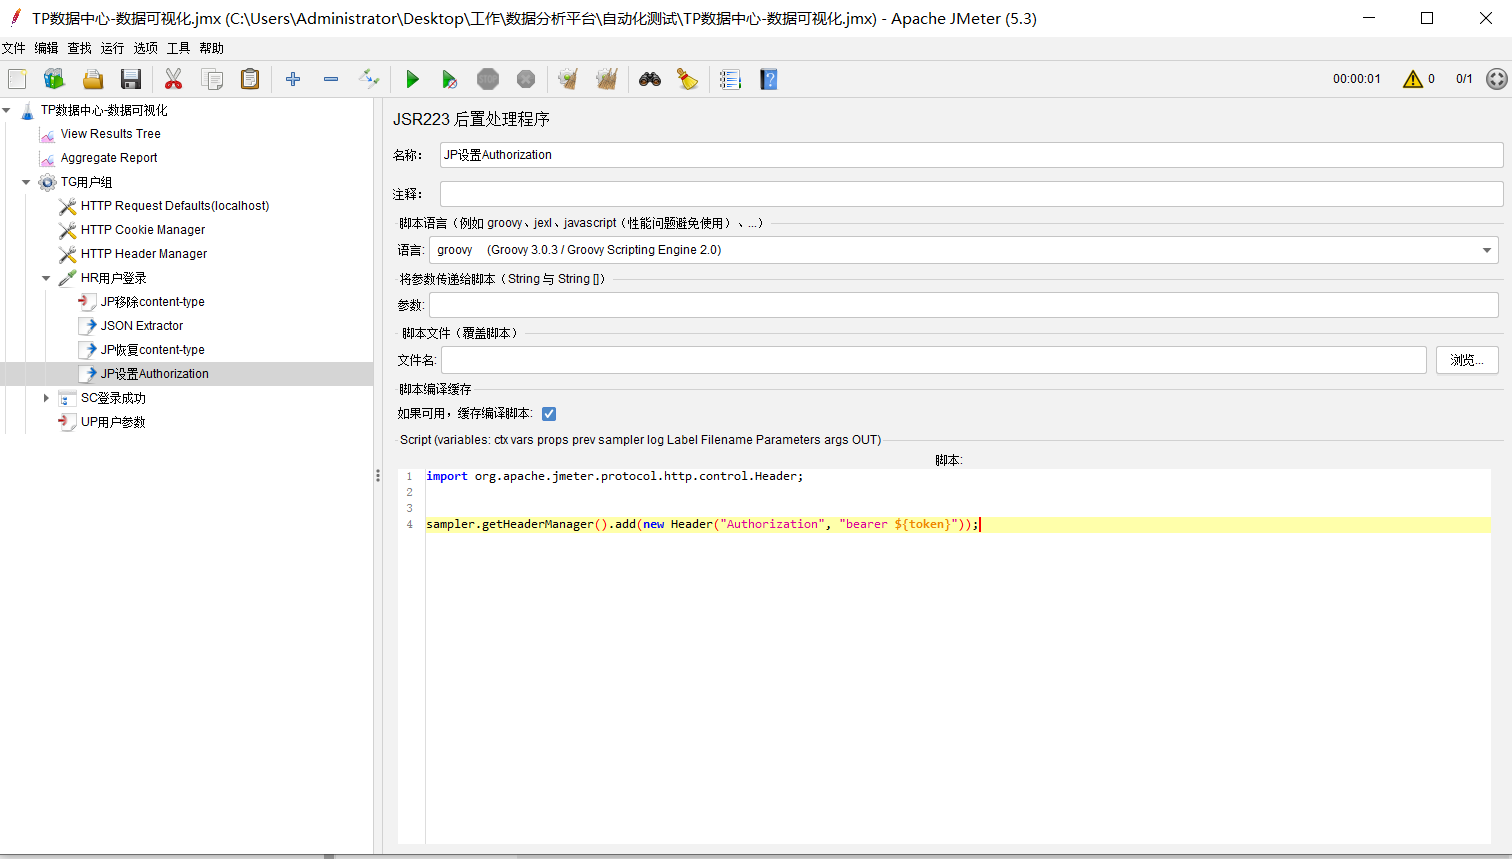 TP数据中心-数据可视化.jmx (C:\Users\Administrator\Desktop\工作\数据分析平台\自动化测试\TP数据中心-数据可视化.jmx) - Apache JMeter (5.3)
文件 编辑 查找 运行 选项 工具 帮助
00:00:01 0 0/1
TP数据中心-数据可视化
View Results Tree
Aggregate Report
TG用户组
HTTP Request Defaults(localhost)
HTTP Cookie Manager
HTTP Header Manager
HR用户登录
JP移除content-type
JSON Extractor
JP恢复content-type
JP设置Authorization
SC登录成功
UP用户参数
JSR223 后置处理程序
名称: JP设置Authorization
注释:
脚本语言（例如 groovy、jexl、javascript（性能问题避免使用）、...）
语言: groovy (Groovy 3.0.3 / Groovy Scripting Engine 2.0)
将参数传递给脚本（String 与 String []）
参数:
脚本文件（覆盖脚本）
文件名: 浏览...
脚本编译缓存
如果可用，缓存编译脚本:
Script (variables: ctx vars props prev sampler log Label Filename Parameters args OUT)
脚本:
1 import org.apache.jmeter.protocol.http.control.Header;
2
3
4 sampler.getHeaderManager().add(new Header("Authorization", "bearer ${token}"));